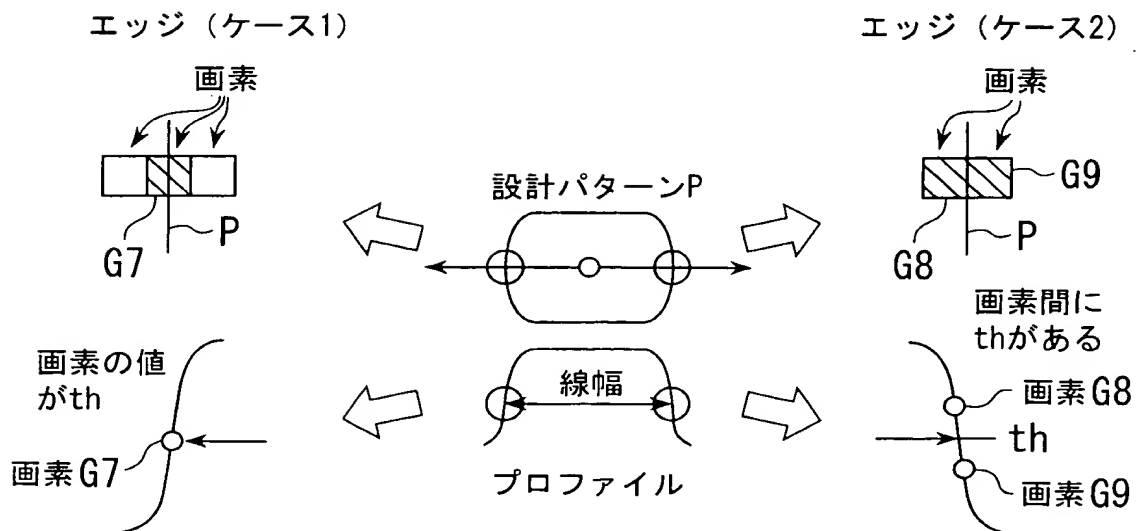 エッジ（ケース1）
画素
G7
P
画素の値
がth
画素G7
設計パターンP
線幅
プロファイル
エッジ（ケース2）
画素
G9
G8
P
画素間に
thがある
画素G8
th
画素G9